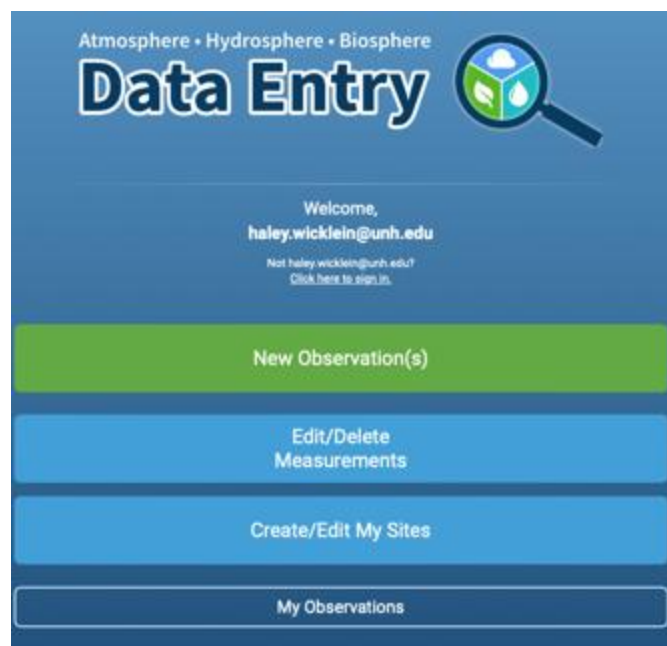 Atmosphere • Hydrosphere • Biosphere
Data Entry
Welcome,
haley.wicklein@unh.edu
Not haley.wicklein@unh.edu?
Click here to sign in.
New Observation(s)
Edit/Delete
Measurements
Create/Edit My Sites
My Observations